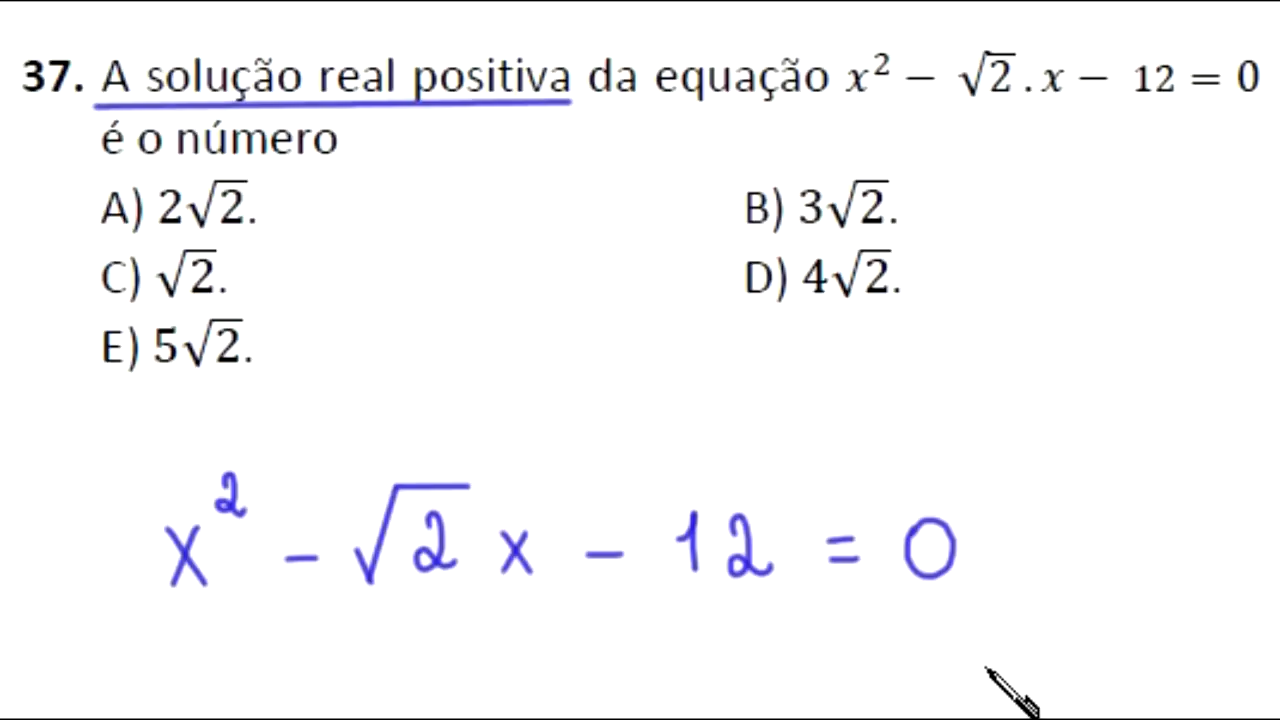 37. A solução real positiva da equação x² − √2 . x − 12 = 0
é o número
A) 2√2. B) 3√2.
C) √2. D) 4√2.
E) 5√2.
x² − √2 x − 12 = 0